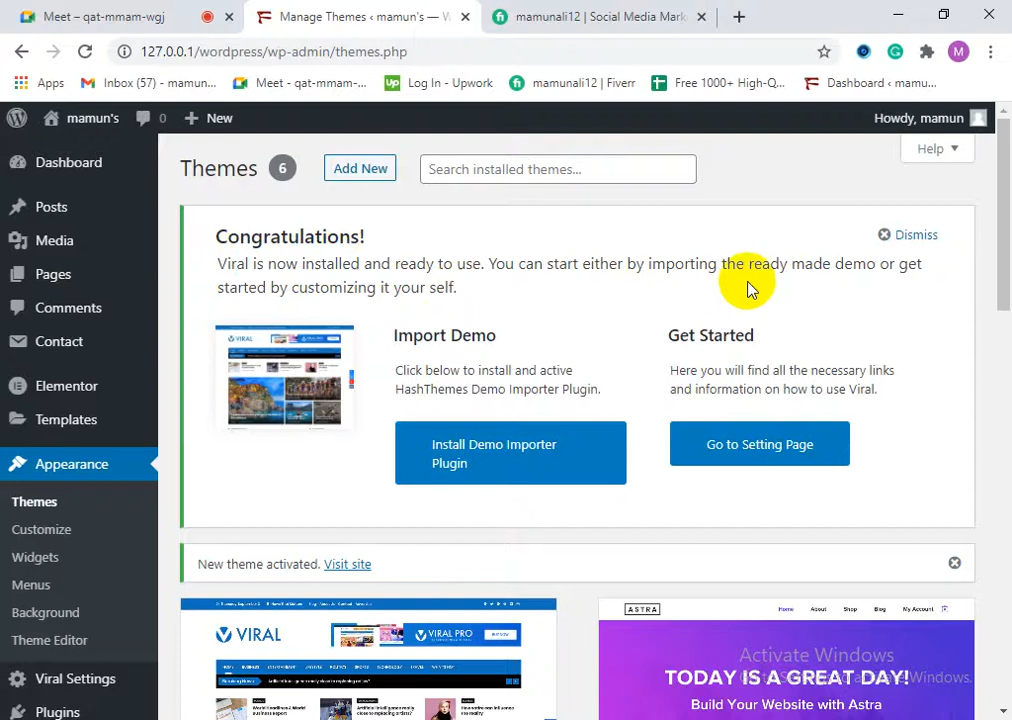 Meet – qat-mmam-wgj
Manage Themes ‹ mamun's — W
mamunali12 | Social Media Mark
127.0.0.1/wordpress/wp-admin/themes.php
M
Apps
Inbox (57) - mamun...
Meet - qat-mmam-...
Up
Log In - Upwork
fi
mamunali12 | Fiverr
Free 1000+ High-Q...
Dashboard ‹ mamu...
mamun's
0
New
Howdy, mamun
Help
Dashboard
Posts
Media
Pages
Comments
Contact
Elementor
Templates
Appearance
Themes
Customize
Widgets
Menus
Background
Theme Editor
Viral Settings
Plugins
Themes 6
Add New
Search installed themes...
Congratulations!
Dismiss
Viral is now installed and ready to use. You can start either by importing the ready made demo or get
started by customizing it your self.
Import Demo
Click below to install and active
HashThemes Demo Importer Plugin.
Install Demo Importer
Plugin
Get Started
Here you will find all the necessary links
and information on how to use Viral.
Go to Setting Page
New theme activated. Visit site
VIRAL
VIRAL PRO
ASTRA
Home
About
Shop
Blog
My Account
TODAY IS A GREAT DAY!
Build Your Website with Astra
Activate Windows